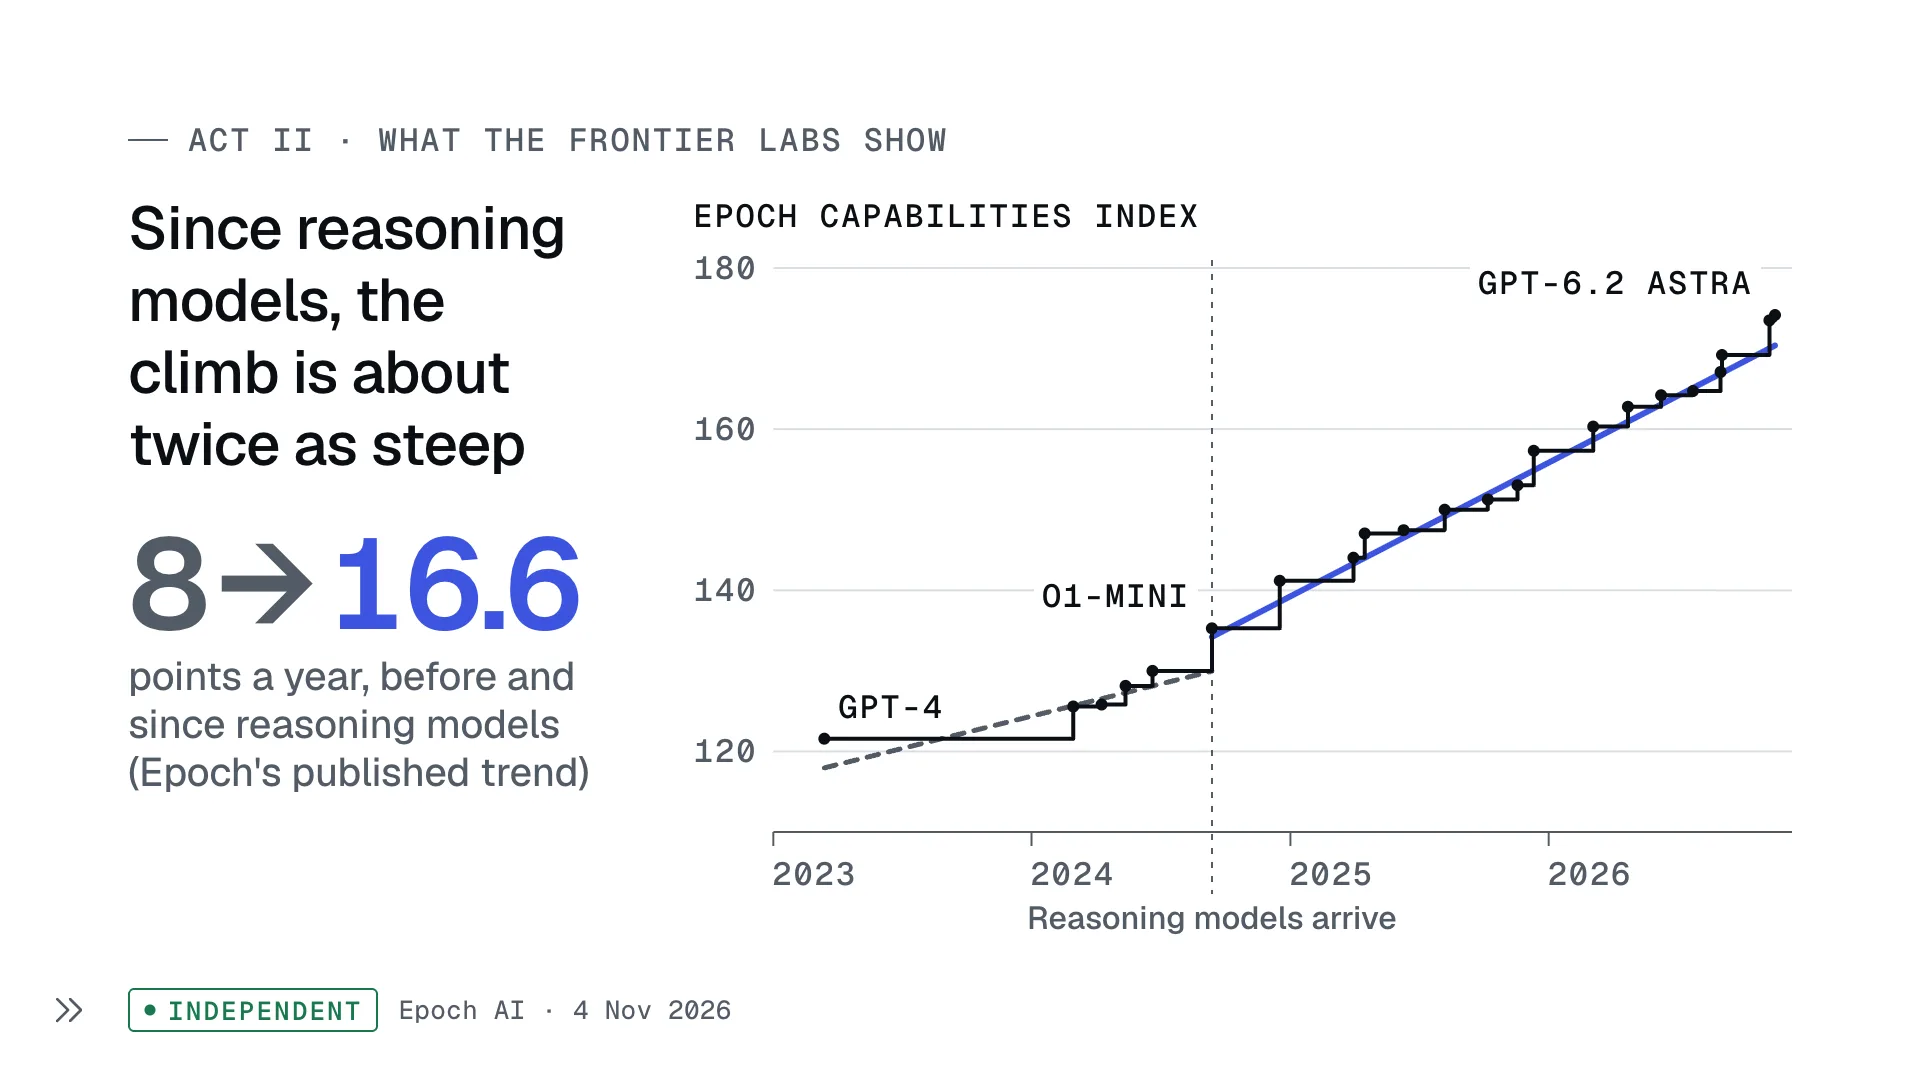 ACT II · WHAT THE FRONTIER LABS SHOW
Since reasoning
models, the
climb is about
twice as steep
8→16.6
points a year, before and
since reasoning models
(Epoch's published trend)
EPOCH CAPABILITIES INDEX
180
GPT-6.2 ASTRA
160
140
O1-MINI
GPT-4
120
2023 2024 2025 2026
Reasoning models arrive
INDEPENDENT Epoch AI · 4 Nov 2026